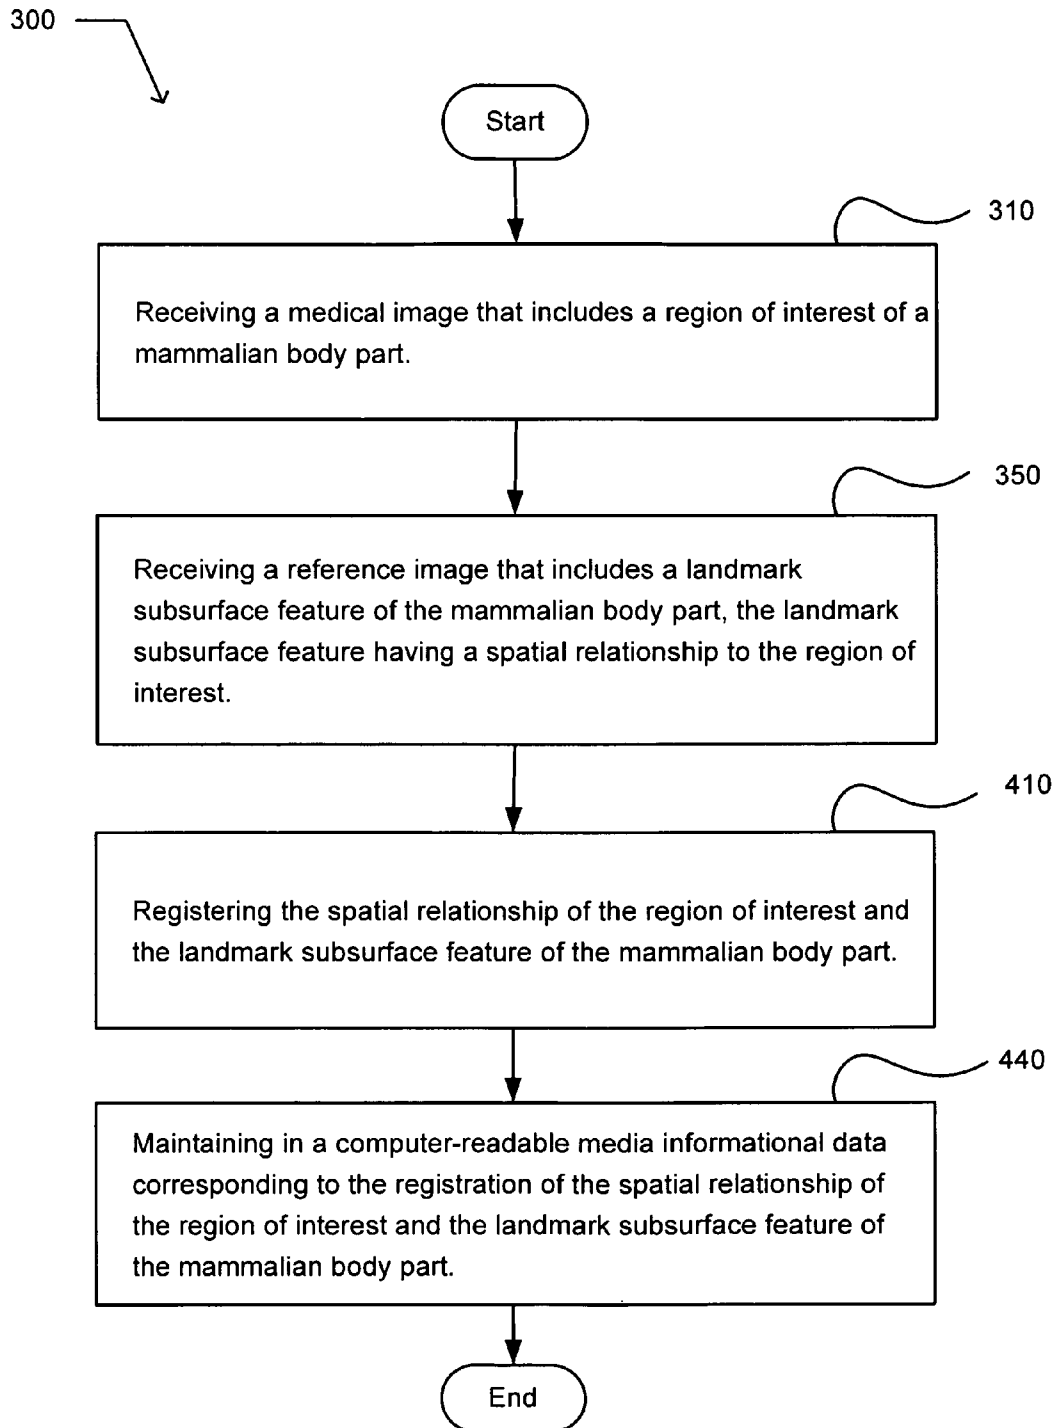 300
Start
310
Receiving a medical image that includes a region of interest of a
mammalian body part.
350
Receiving a reference image that includes a landmark
subsurface feature of the mammalian body part, the landmark
subsurface feature having a spatial relationship to the region of
interest.
410
Registering the spatial relationship of the region of interest and
the landmark subsurface feature of the mammalian body part.
440
Maintaining in a computer-readable media informational data
corresponding to the registration of the spatial relationship of
the region of interest and the landmark subsurface feature of
the mammalian body part.
End